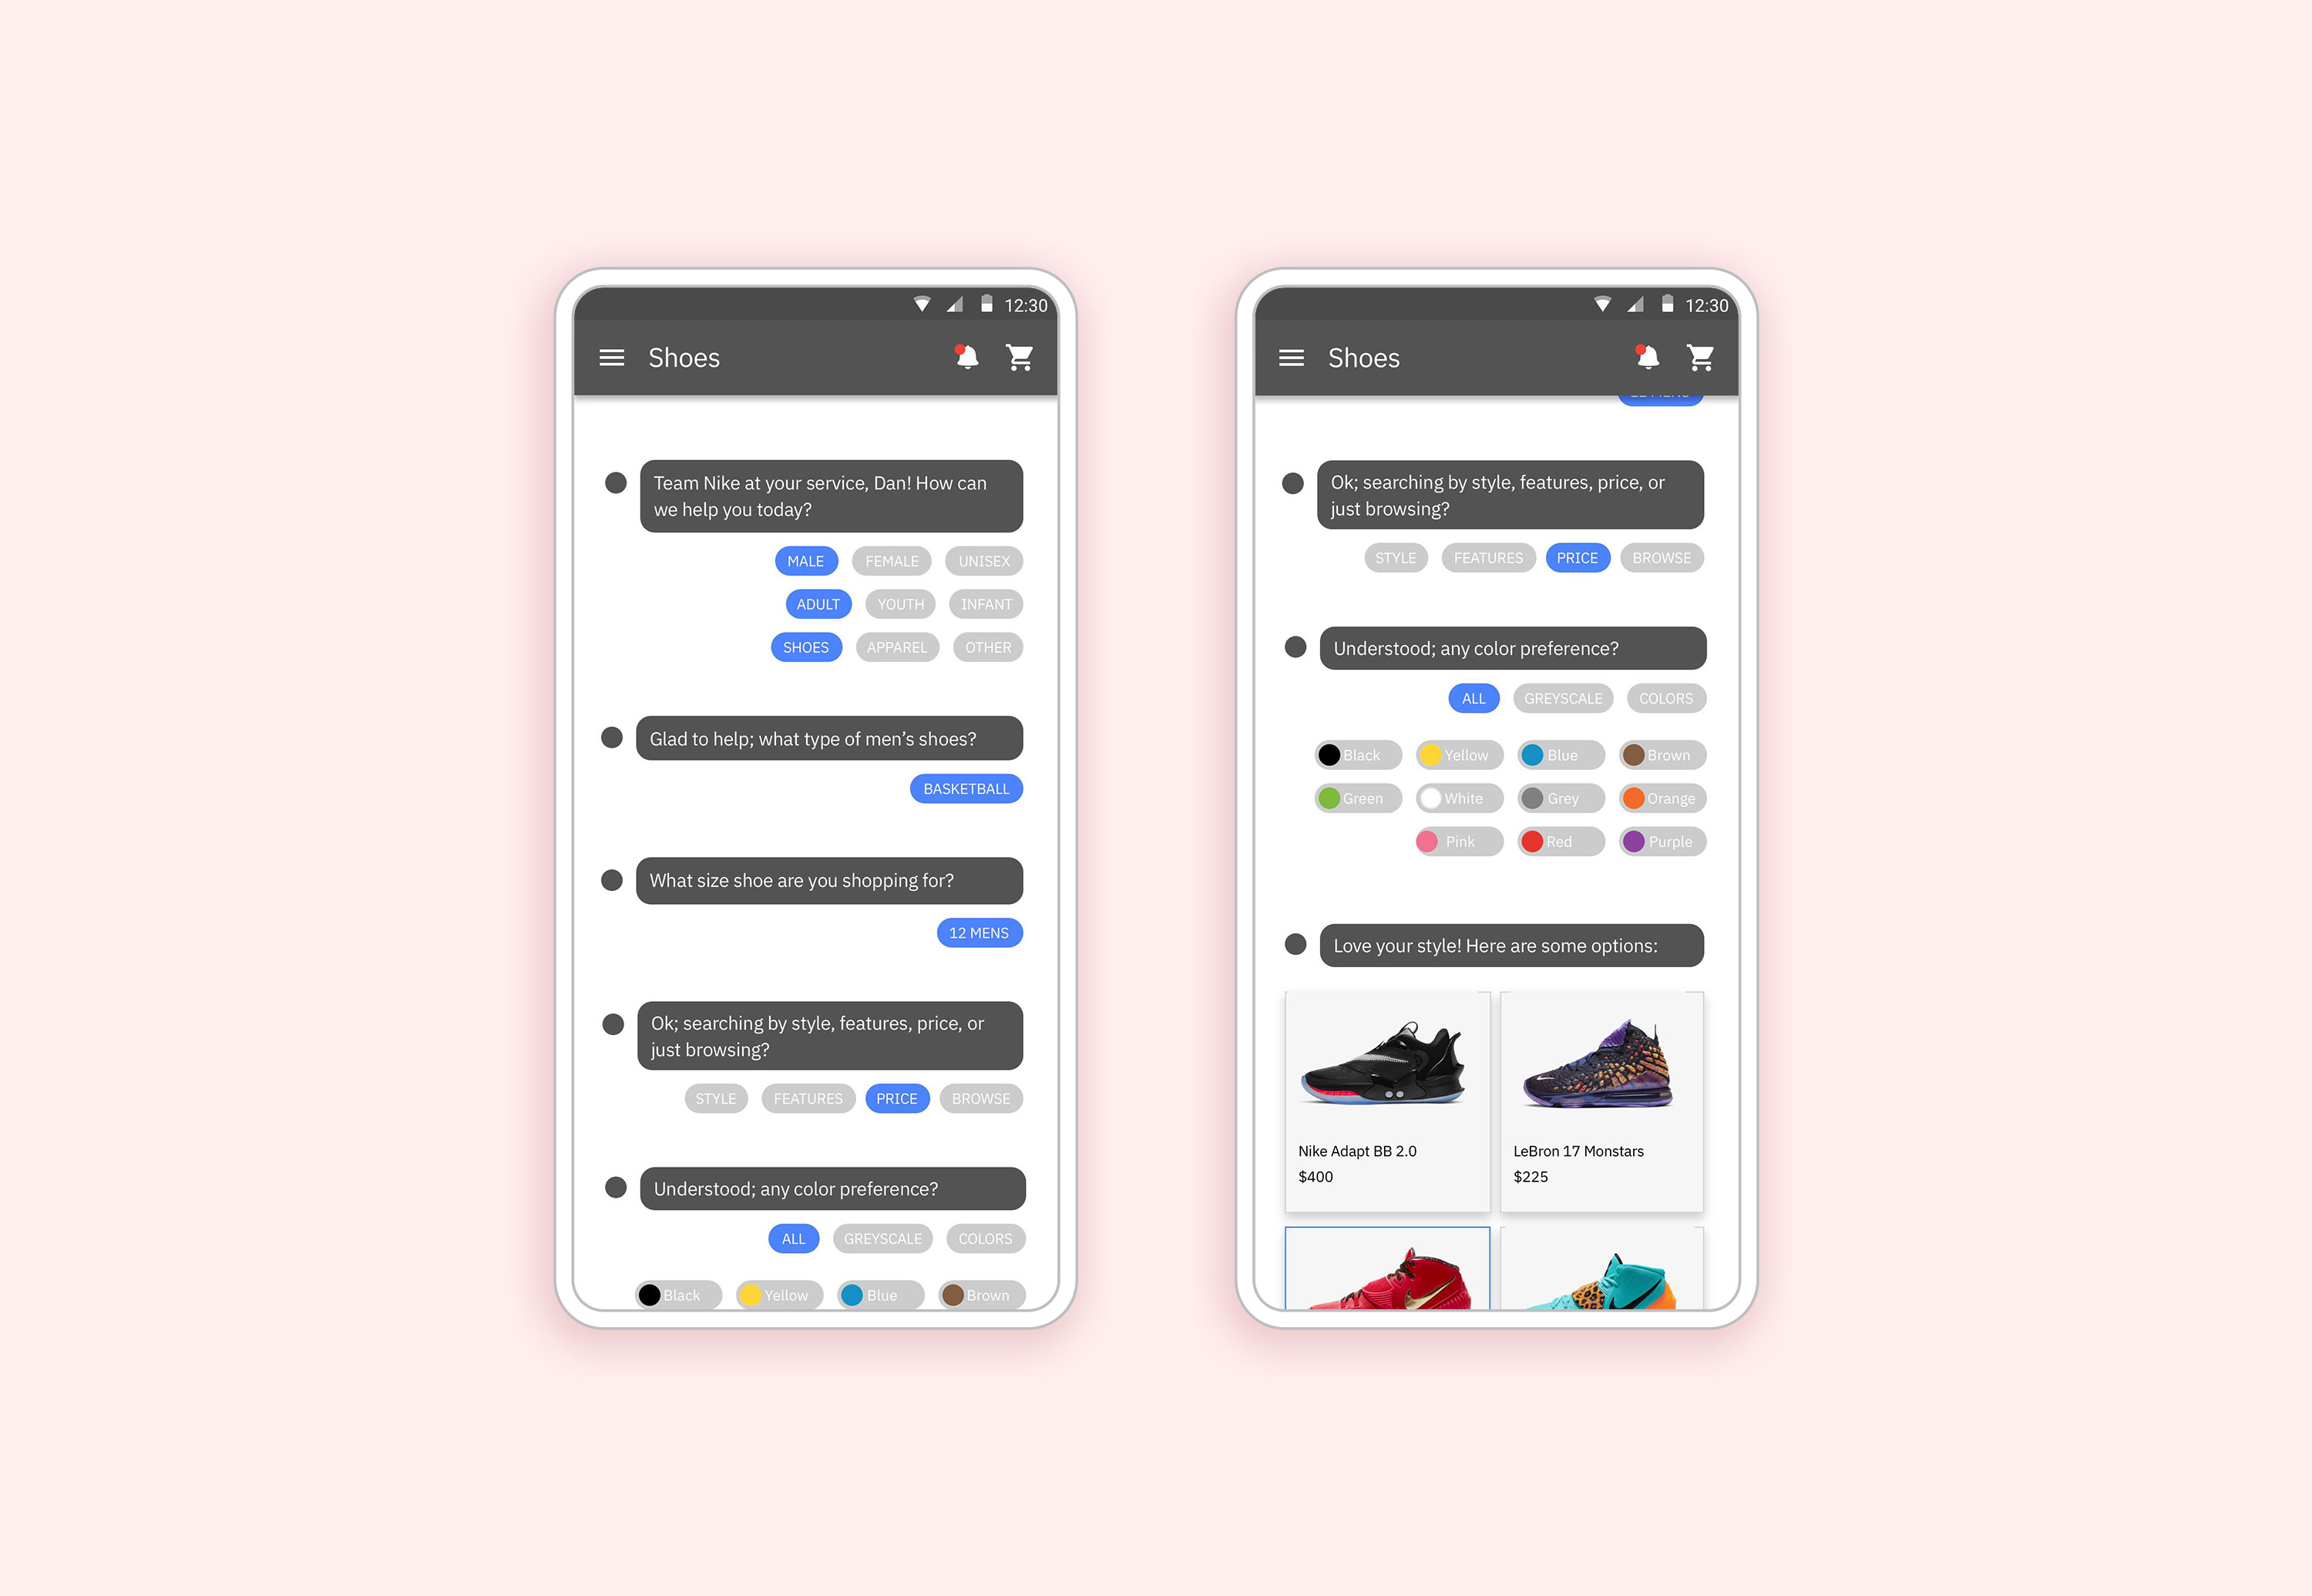 12:30
Shoes
Team Nike at your service, Dan! How can
we help you today?
MALE FEMALE UNISEX
ADULT YOUTH INFANT
SHOES APPAREL OTHER
Glad to help; what type of men’s shoes?
BASKETBALL
What size shoe are you shopping for?
12 MENS
Ok; searching by style, features, price, or
just browsing?
STYLE FEATURES PRICE BROWSE
Understood; any color preference?
ALL GREYSCALE COLORS
Black Yellow Blue Brown
12:30
Shoes
Ok; searching by style, features, price, or
just browsing?
STYLE FEATURES PRICE BROWSE
Understood; any color preference?
ALL GREYSCALE COLORS
Black Yellow Blue Brown
Green White Grey Orange
Pink Red Purple
Love your style! Here are some options:
Nike Adapt BB 2.0 LeBron 17 Monstars
$400 $225